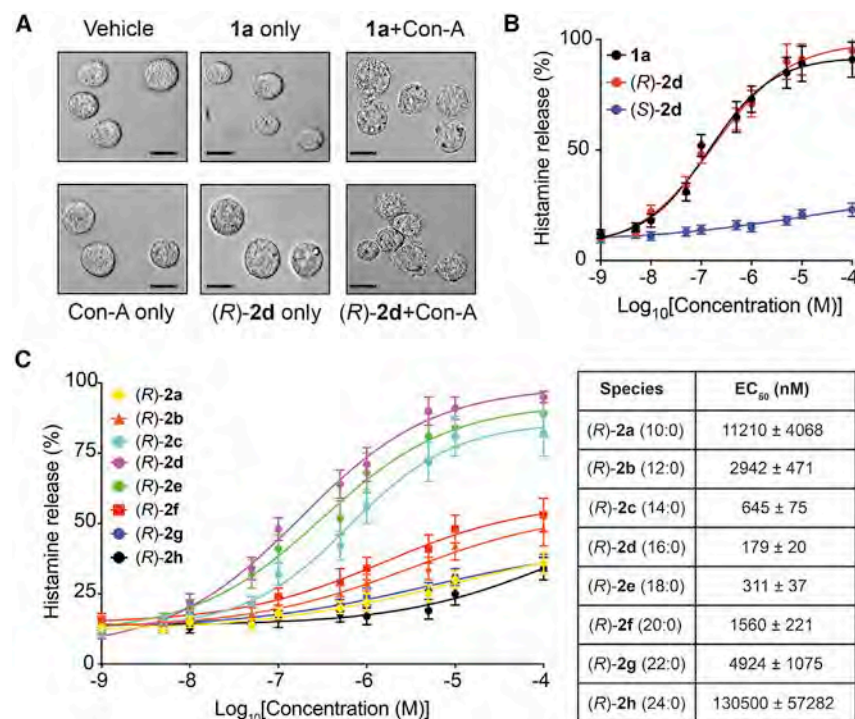 A
Vehicle
1a only
1a+Con-A
Con-A only
(R)-2d only
(R)-2d+Con-A
B
Histamine release (%)
100
50
0
1a
(R)-2d
(S)-2d
-9 -8 -7 -6 -5 -4
Log10[Concentration (M)]
C
Histamine release (%)
100
75
50
25
0
(R)-2a
(R)-2b
(R)-2c
(R)-2d
(R)-2e
(R)-2f
(R)-2g
(R)-2h
-9 -8 -7 -6 -5 -4
Log10[Concentration (M)]
Species EC50 (nM)
(R)-2a (10:0) 11210 ± 4068
(R)-2b (12:0) 2942 ± 471
(R)-2c (14:0) 645 ± 75
(R)-2d (16:0) 179 ± 20
(R)-2e (18:0) 311 ± 37
(R)-2f (20:0) 1560 ± 221
(R)-2g (22:0) 4924 ± 1075
(R)-2h (24:0) 130500 ± 57282